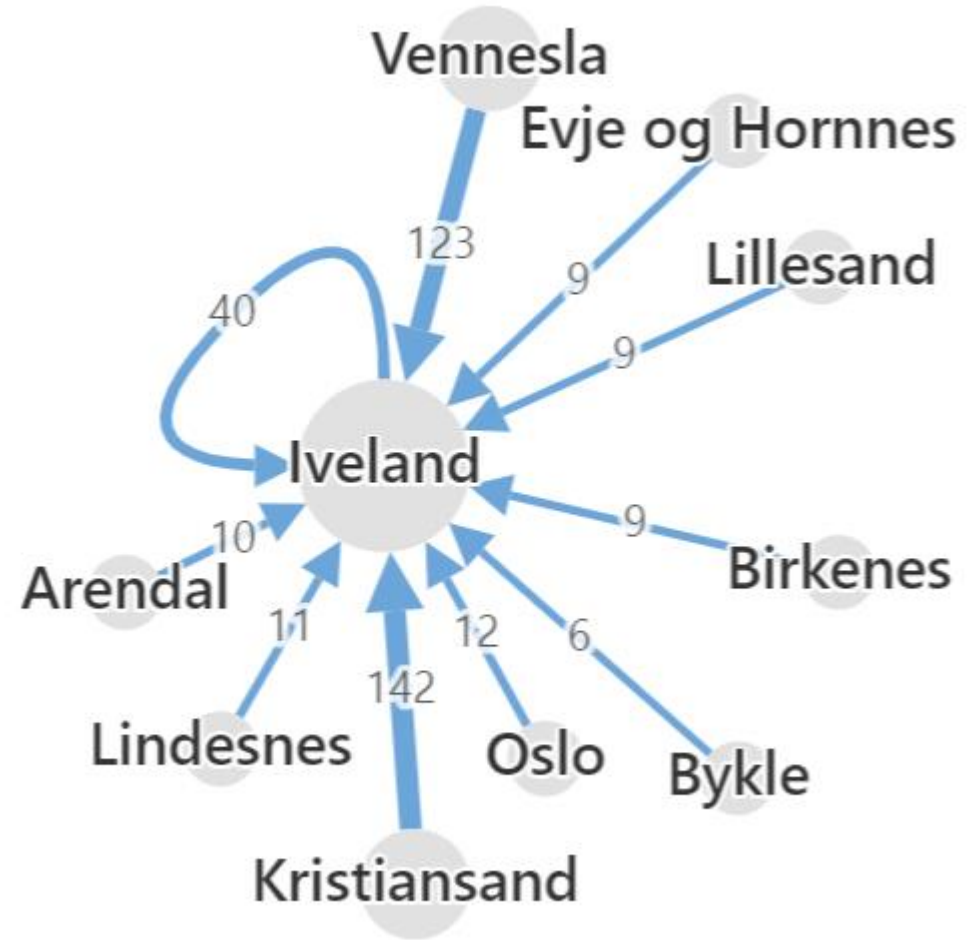 Vennesla
Evje og Hornnes
123
Lillesand
9
40
9
Iveland
9
10
Birkenes
Arendal
11
12
6
142
Lindesnes
Oslo
Bykle
Kristiansand